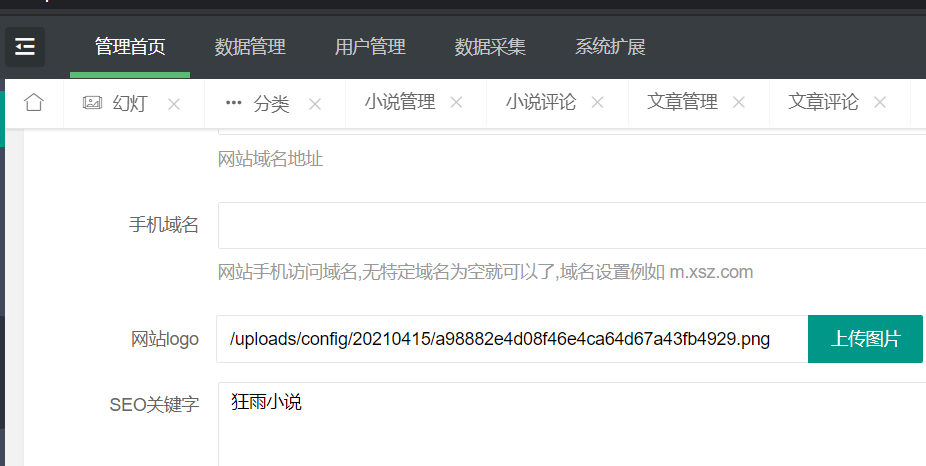 管理首页 数据管理 用户管理 数据采集 系统扩展
幻灯 分类 小说管理 小说评论 文章管理 文章评论
网站域名地址
手机域名
网站手机访问域名,无特定域名为空就可以了,域名设置例如 m.xsz.com
网站logo /uploads/config/20210415/a98882e4d08f46e4ca64d67a43fb4929.png 上传图片
SEO关键字 狂雨小说